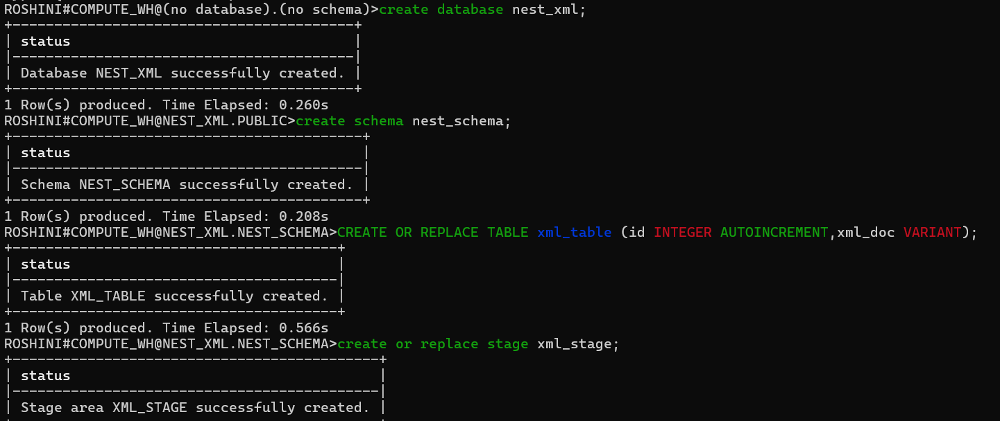 ROSHINI#COMPUTE_WH@(no database).(no schema)>create database nest_xml;
+-----------------------------------------+
| status                                  |
|-----------------------------------------|
| Database NEST_XML successfully created. |
+-----------------------------------------+
1 Row(s) produced. Time Elapsed: 0.260s
ROSHINI#COMPUTE_WH@NEST_XML.PUBLIC>create schema nest_schema;
+------------------------------------------+
| status                                   |
|------------------------------------------|
| Schema NEST_SCHEMA successfully created. |
+------------------------------------------+
1 Row(s) produced. Time Elapsed: 0.208s
ROSHINI#COMPUTE_WH@NEST_XML.NEST_SCHEMA>CREATE OR REPLACE TABLE xml_table (id INTEGER AUTOINCREMENT,xml_doc VARIANT);
+---------------------------------------+
| status                                |
|---------------------------------------|
| Table XML_TABLE successfully created. |
+---------------------------------------+
1 Row(s) produced. Time Elapsed: 0.566s
ROSHINI#COMPUTE_WH@NEST_XML.NEST_SCHEMA>create or replace stage xml_stage;
+--------------------------------------------+
| status                                     |
|--------------------------------------------|
| Stage area XML_STAGE successfully created. |